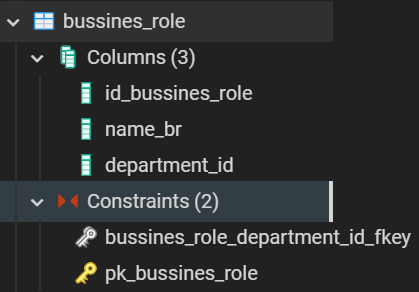 bussines_role
Columns (3)
id_bussines_role
name_br
department_id
Constraints (2)
bussines_role_department_id_fkey
pk_bussines_role